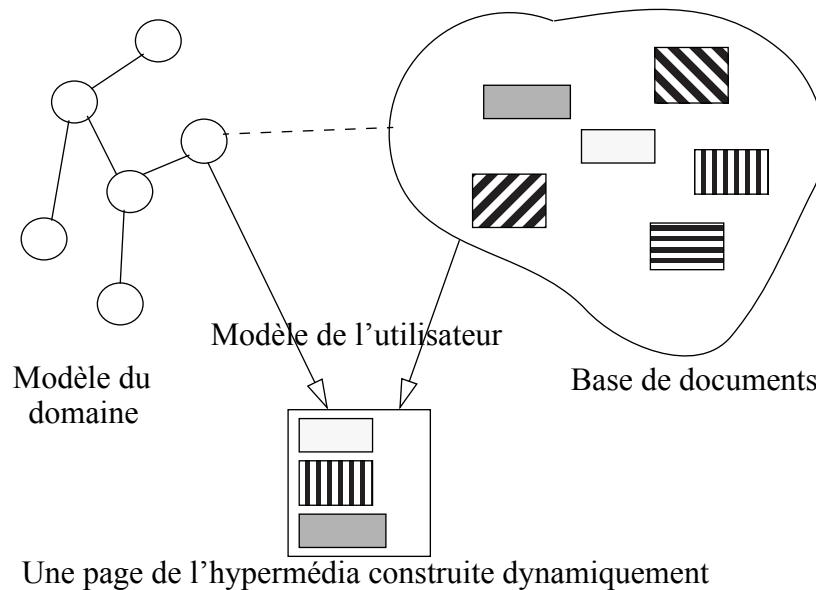 Modèle de l’utilisateur
Modèle du
domaine
Base de documents
Une page de l’hypermédia construite dynamiquement